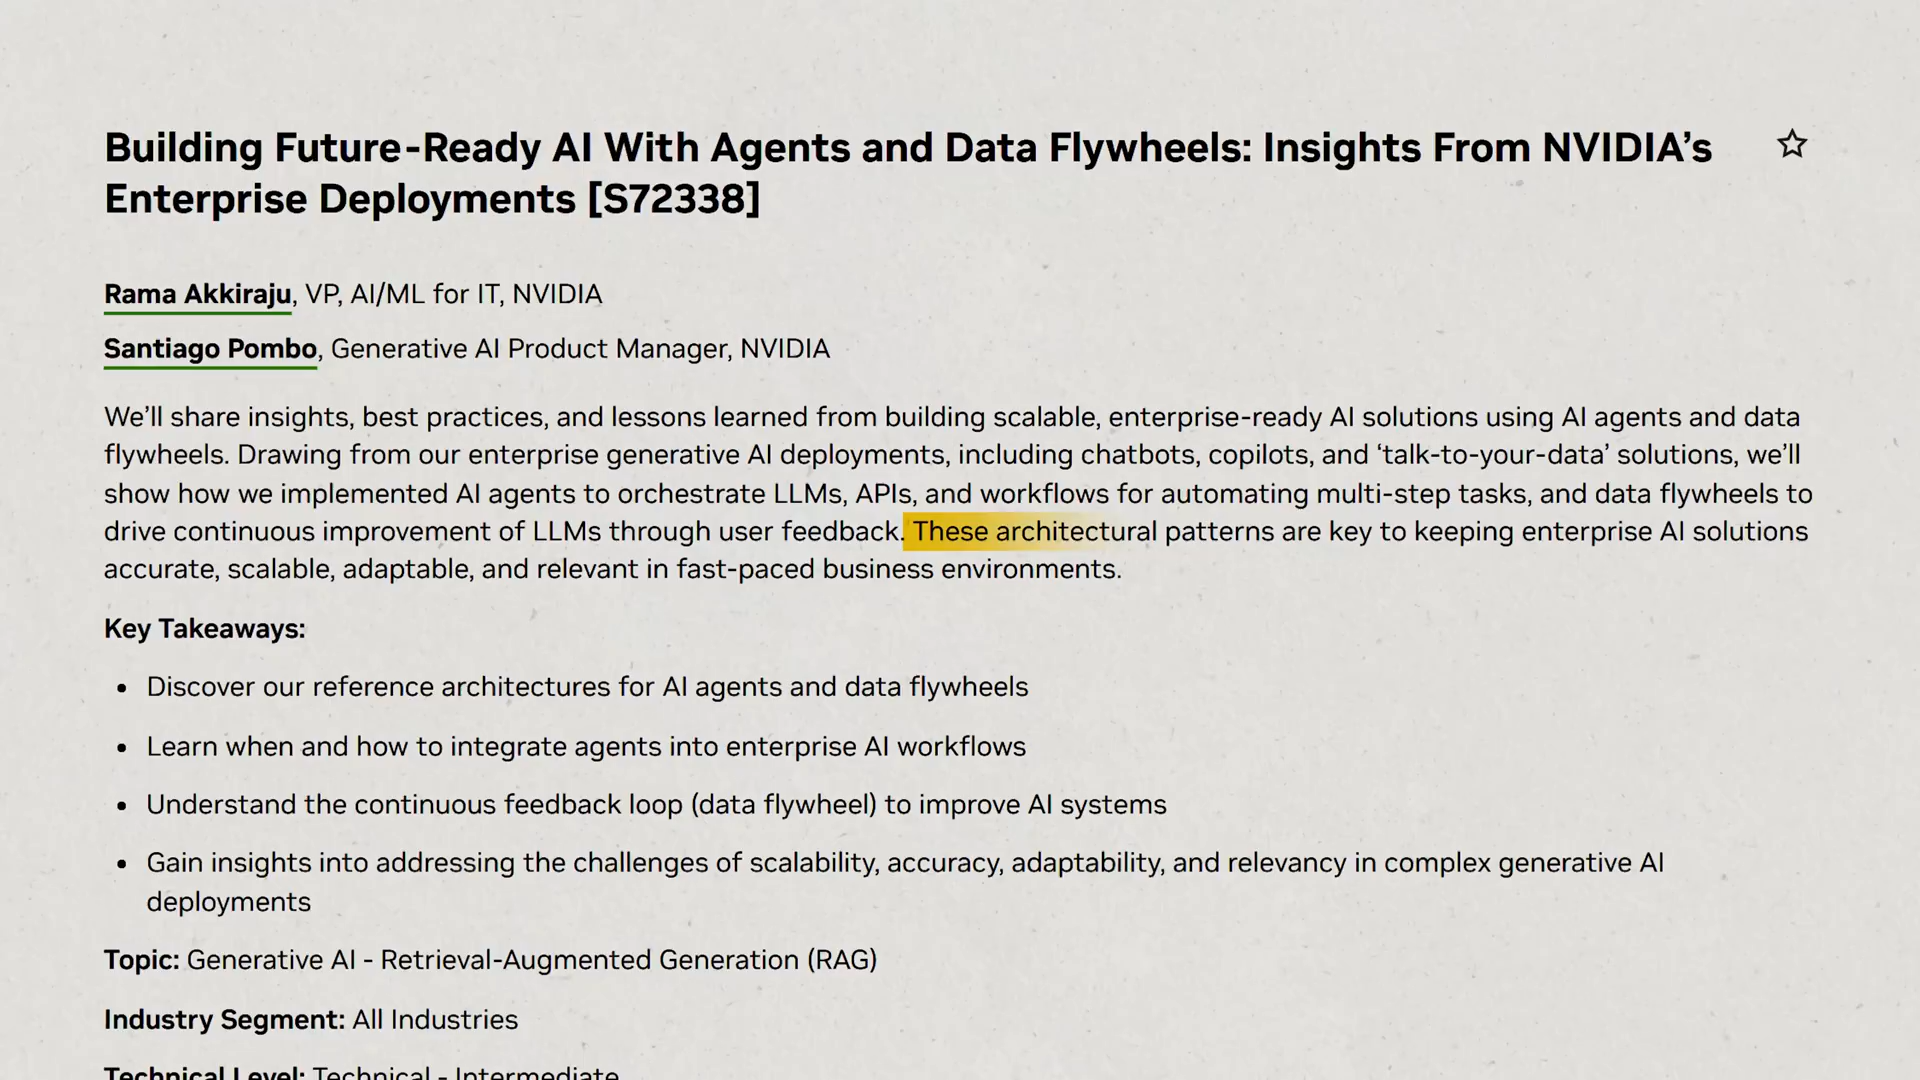 Building Future-Ready AI With Agents and Data Flywheels: Insights From NVIDIA’s
Enterprise Deployments [S72338]
Rama Akkiraju, VP, AI/ML for IT, NVIDIA
Santiago Pombo, Generative AI Product Manager, NVIDIA
We’ll share insights, best practices, and lessons learned from building scalable, enterprise-ready AI solutions using AI agents and data
flywheels. Drawing from our enterprise generative AI deployments, including chatbots, copilots, and ‘talk-to-your-data’ solutions, we’ll
show how we implemented AI agents to orchestrate LLMs, APIs, and workflows for automating multi-step tasks, and data flywheels to
drive continuous improvement of LLMs through user feedback. These architectural patterns are key to keeping enterprise AI solutions
accurate, scalable, adaptable, and relevant in fast-paced business environments.
Key Takeaways:
• Discover our reference architectures for AI agents and data flywheels
• Learn when and how to integrate agents into enterprise AI workflows
• Understand the continuous feedback loop (data flywheel) to improve AI systems
• Gain insights into addressing the challenges of scalability, accuracy, adaptability, and relevancy in complex generative AI
deployments
Topic: Generative AI - Retrieval-Augmented Generation (RAG)
Industry Segment: All Industries
Technical Level: Technical - Intermediate